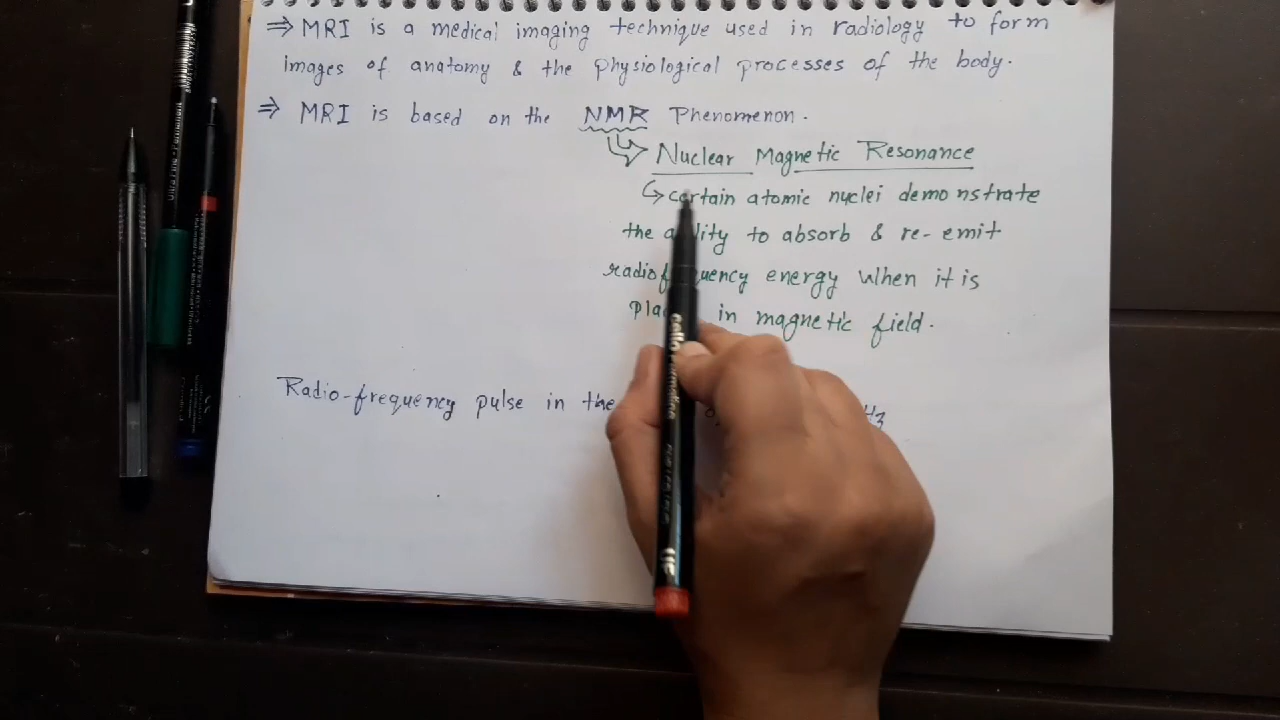 ⇒ MRI is a medical imaging technique used in radiology to form
images of anatomy & the physiological processes of the body.
⇒ MRI is based on the NMR Phenomenon.
Nuclear Magnetic Resonance
certain atomic nuclei demonstrate
the to absorb & re-emit
energy when it is
in magnetic field.
Radio-frequency pulse in the
cello